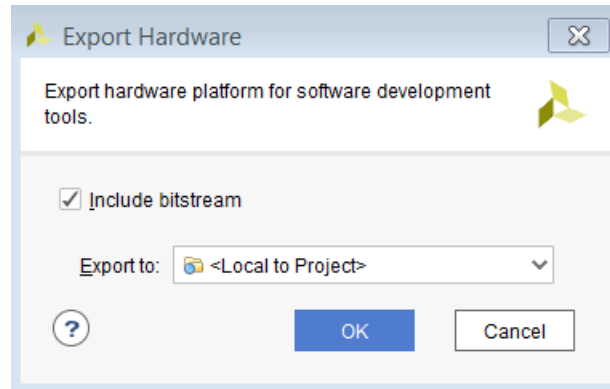 Export Hardware
Export hardware platform for software development
tools.
Include bitstream
Export to: <Local to Project>
? OK Cancel